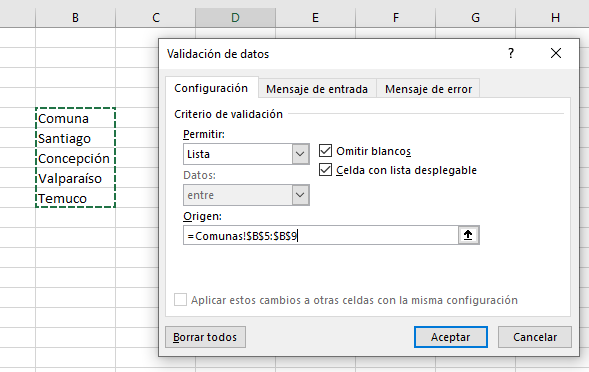 B C D E F G H
Validación de datos ? ×
Configuración Mensaje de entrada Mensaje de error
Criterio de validación
Permitir:
Lista
Omitir blancos
Celda con lista desplegable
Datos:
entre
Origen:
=Comunas!$B$5:$B$9
Aplicar estos cambios a otras celdas con la misma configuración
Borrar todos Aceptar Cancelar
Comuna
Santiago
Concepción
Valparaíso
Temuco